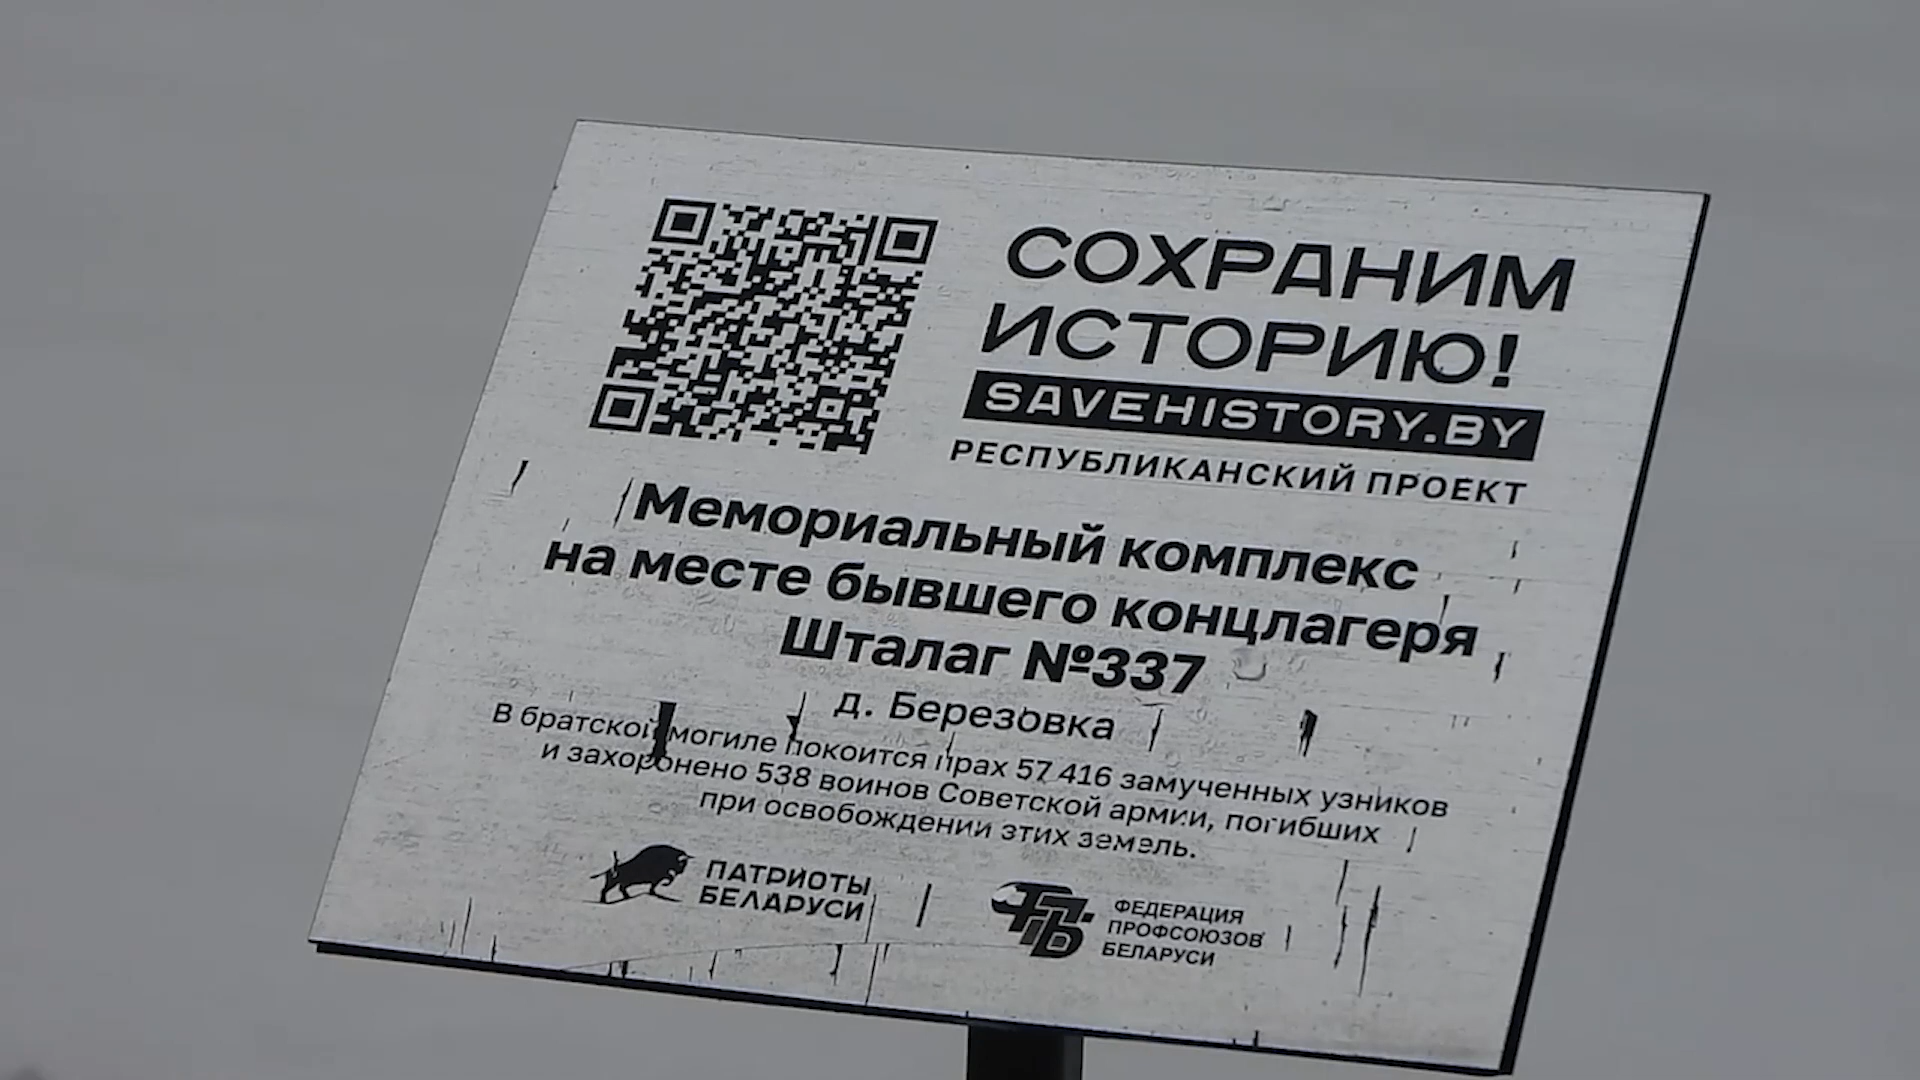 СОХРАНИМ
ИСТОРИЮ!
SAVEHISTORY.BY
РЕСПУБЛИКАНСКИЙ ПРОЕКТ
Мемориальный комплекс
на месте бывшего концлагеря
Шталаг №337
д. Березовка
В братской могиле покоится прах 57 416 замученных узников
и захоронено 538 воинов Советской армии, погибших
при освобождении этих земель.
ПАТРИОТЫ
БЕЛАРУСИ
ФПБ
ФЕДЕРАЦИЯ
ПРОФСОЮЗОВ
БЕЛАРУСИ